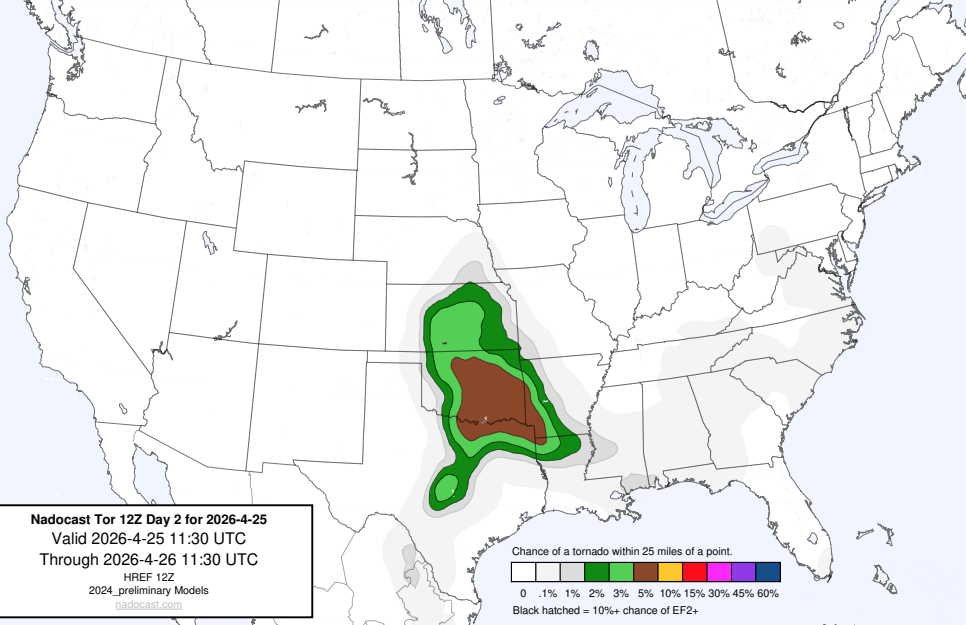 Nadocast Tor 12Z Day 2 for 2026-4-25
Valid 2026-4-25 11:30 UTC
Through 2026-4-26 11:30 UTC
HREF 12Z
2024_preliminary Models
nadocast.com
Chance of a tornado within 25 miles of a point.
0 .1% 1% 2% 3% 5% 10% 15% 30% 45% 60%
Black hatched = 10%+ chance of EF2+